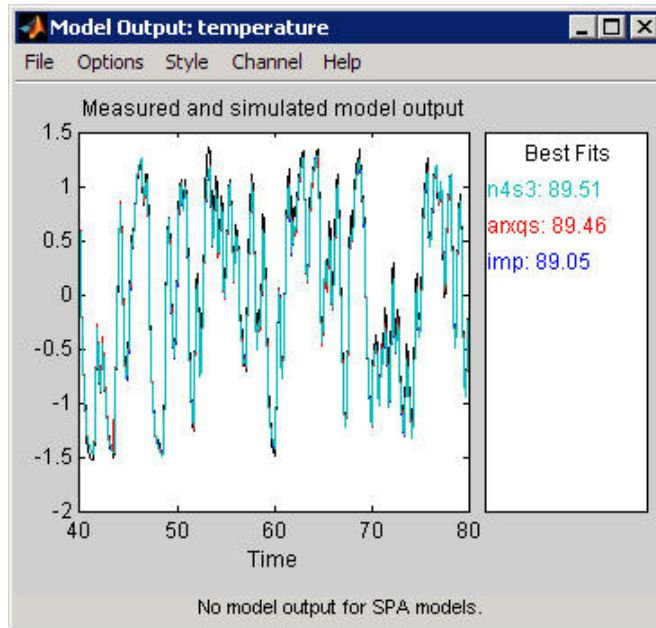 Model Output: temperature
File Options Style Channel Help
Measured and simulated model output
1.5
1
0.5
0
-0.5
-1
-1.5
-2
40 50 60 70 80
Time
Best Fits
n4s3: 89.51
arxqs: 89.46
imp: 89.05
No model output for SPA models.